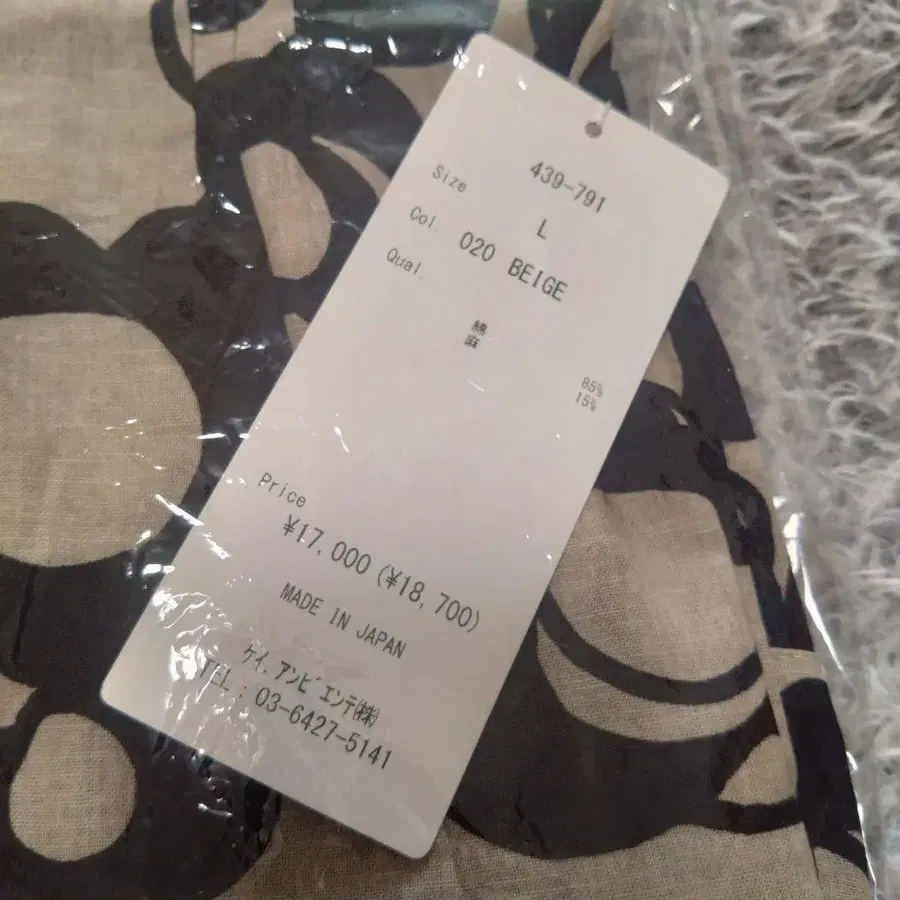 439-791
Size L
Col. 020 BEIGE
Qual.
綿 85%
麻 15%
Price
¥17,000(¥18,700)
MADE IN JAPAN
ケイ.アンビエンテ(株)
TEL : 03-6427-5141